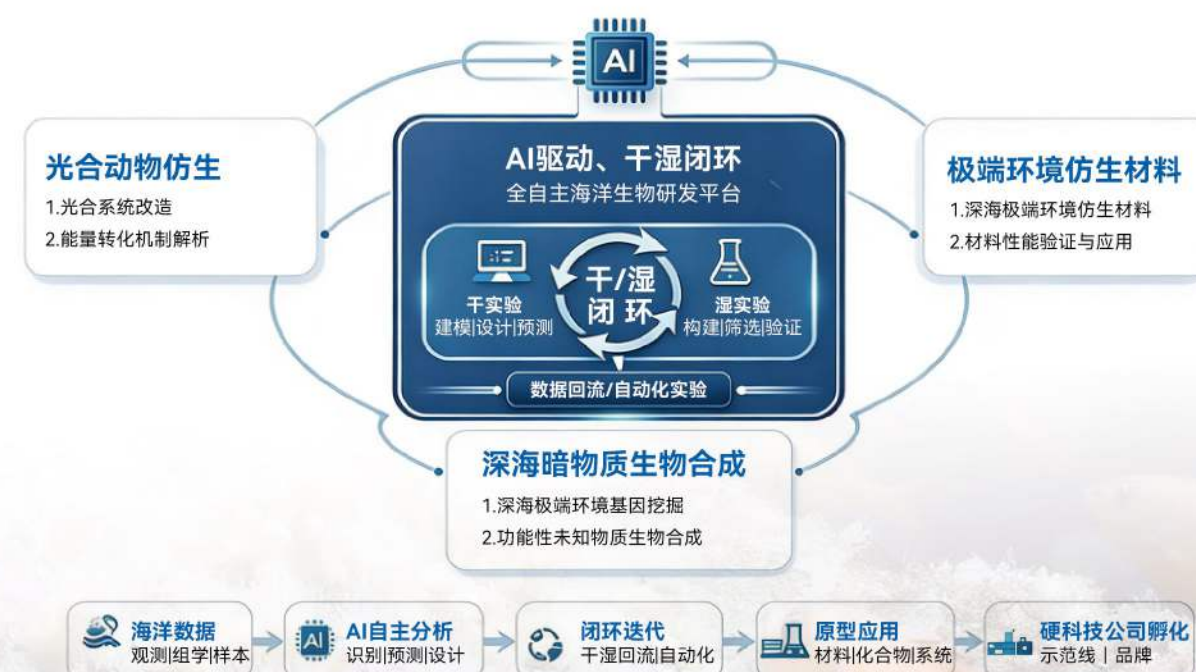 AI
光合动物仿生
1.光合系统改造
2.能量转化机制解析
AI驱动、干湿闭环
全自主海洋生物研发平台
干实验
建模|设计|预测
干/湿
闭 环
湿实验
构建|筛选|验证
数据回流/自动化实验
极端环境仿生材料
1.深海极端环境仿生材料
2.材料性能验证与应用
深海暗物质生物合成
1.深海极端环境基因挖掘
2.功能性未知物质生物合成
海洋数据
观测|组学|样本
AI
AI自主分析
识别|预测|设计
闭环迭代
干湿回流|自动化
原型应用
材料|化合物|系统
硬科技公司孵化
示范线 | 品牌